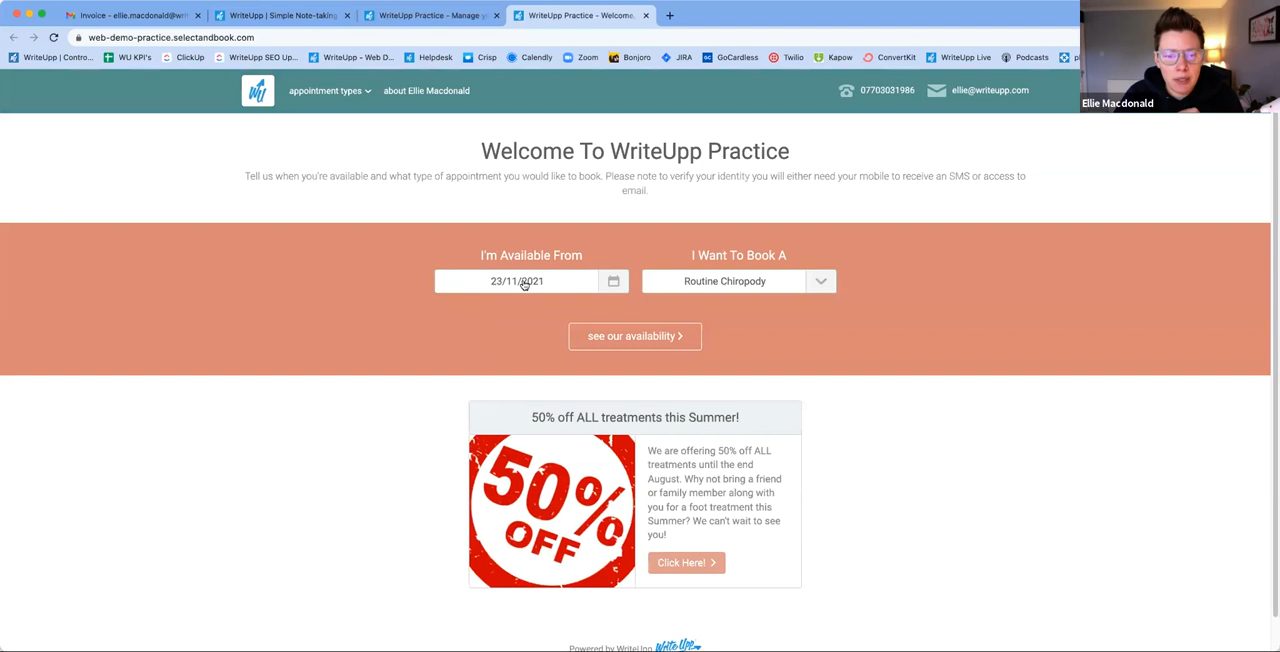 Invoice - ellie.macdonald@wri
WriteUpp | Simple Note-taking
WriteUpp Practice - Manage y
WriteUpp Practice - Welcome,
web-demo-practice.selectandbook.com
WriteUpp | Contro...
WU KPI's
ClickUp
WriteUpp SEO Up...
WriteUpp - Web D...
Helpdesk
Crisp
Calendly
Zoom
Bonjoro
JIRA
GoCardless
Twilio
Kapow
ConvertKit
WriteUpp Live
Podcasts
Ellie Macdonald
appointment types
about Ellie Macdonald
07703031986
ellie@writeupp.com
Welcome To WriteUpp Practice
Tell us when you're available and what type of appointment you would like to book. Please note to verify your identity you will either need your mobile to receive an SMS or access to
email.
I'm Available From
I Want To Book A
23/11/2021
Routine Chiropody
see our availability
50% off ALL treatments this Summer!
50%
OFF
We are offering 50% off ALL
treatments until the end
August. Why not bring a friend
or family member along with
you for a foot treatment this
Summer? We can't wait to see
you!
Click Here!
Powered by WriteUpp WriteUpp